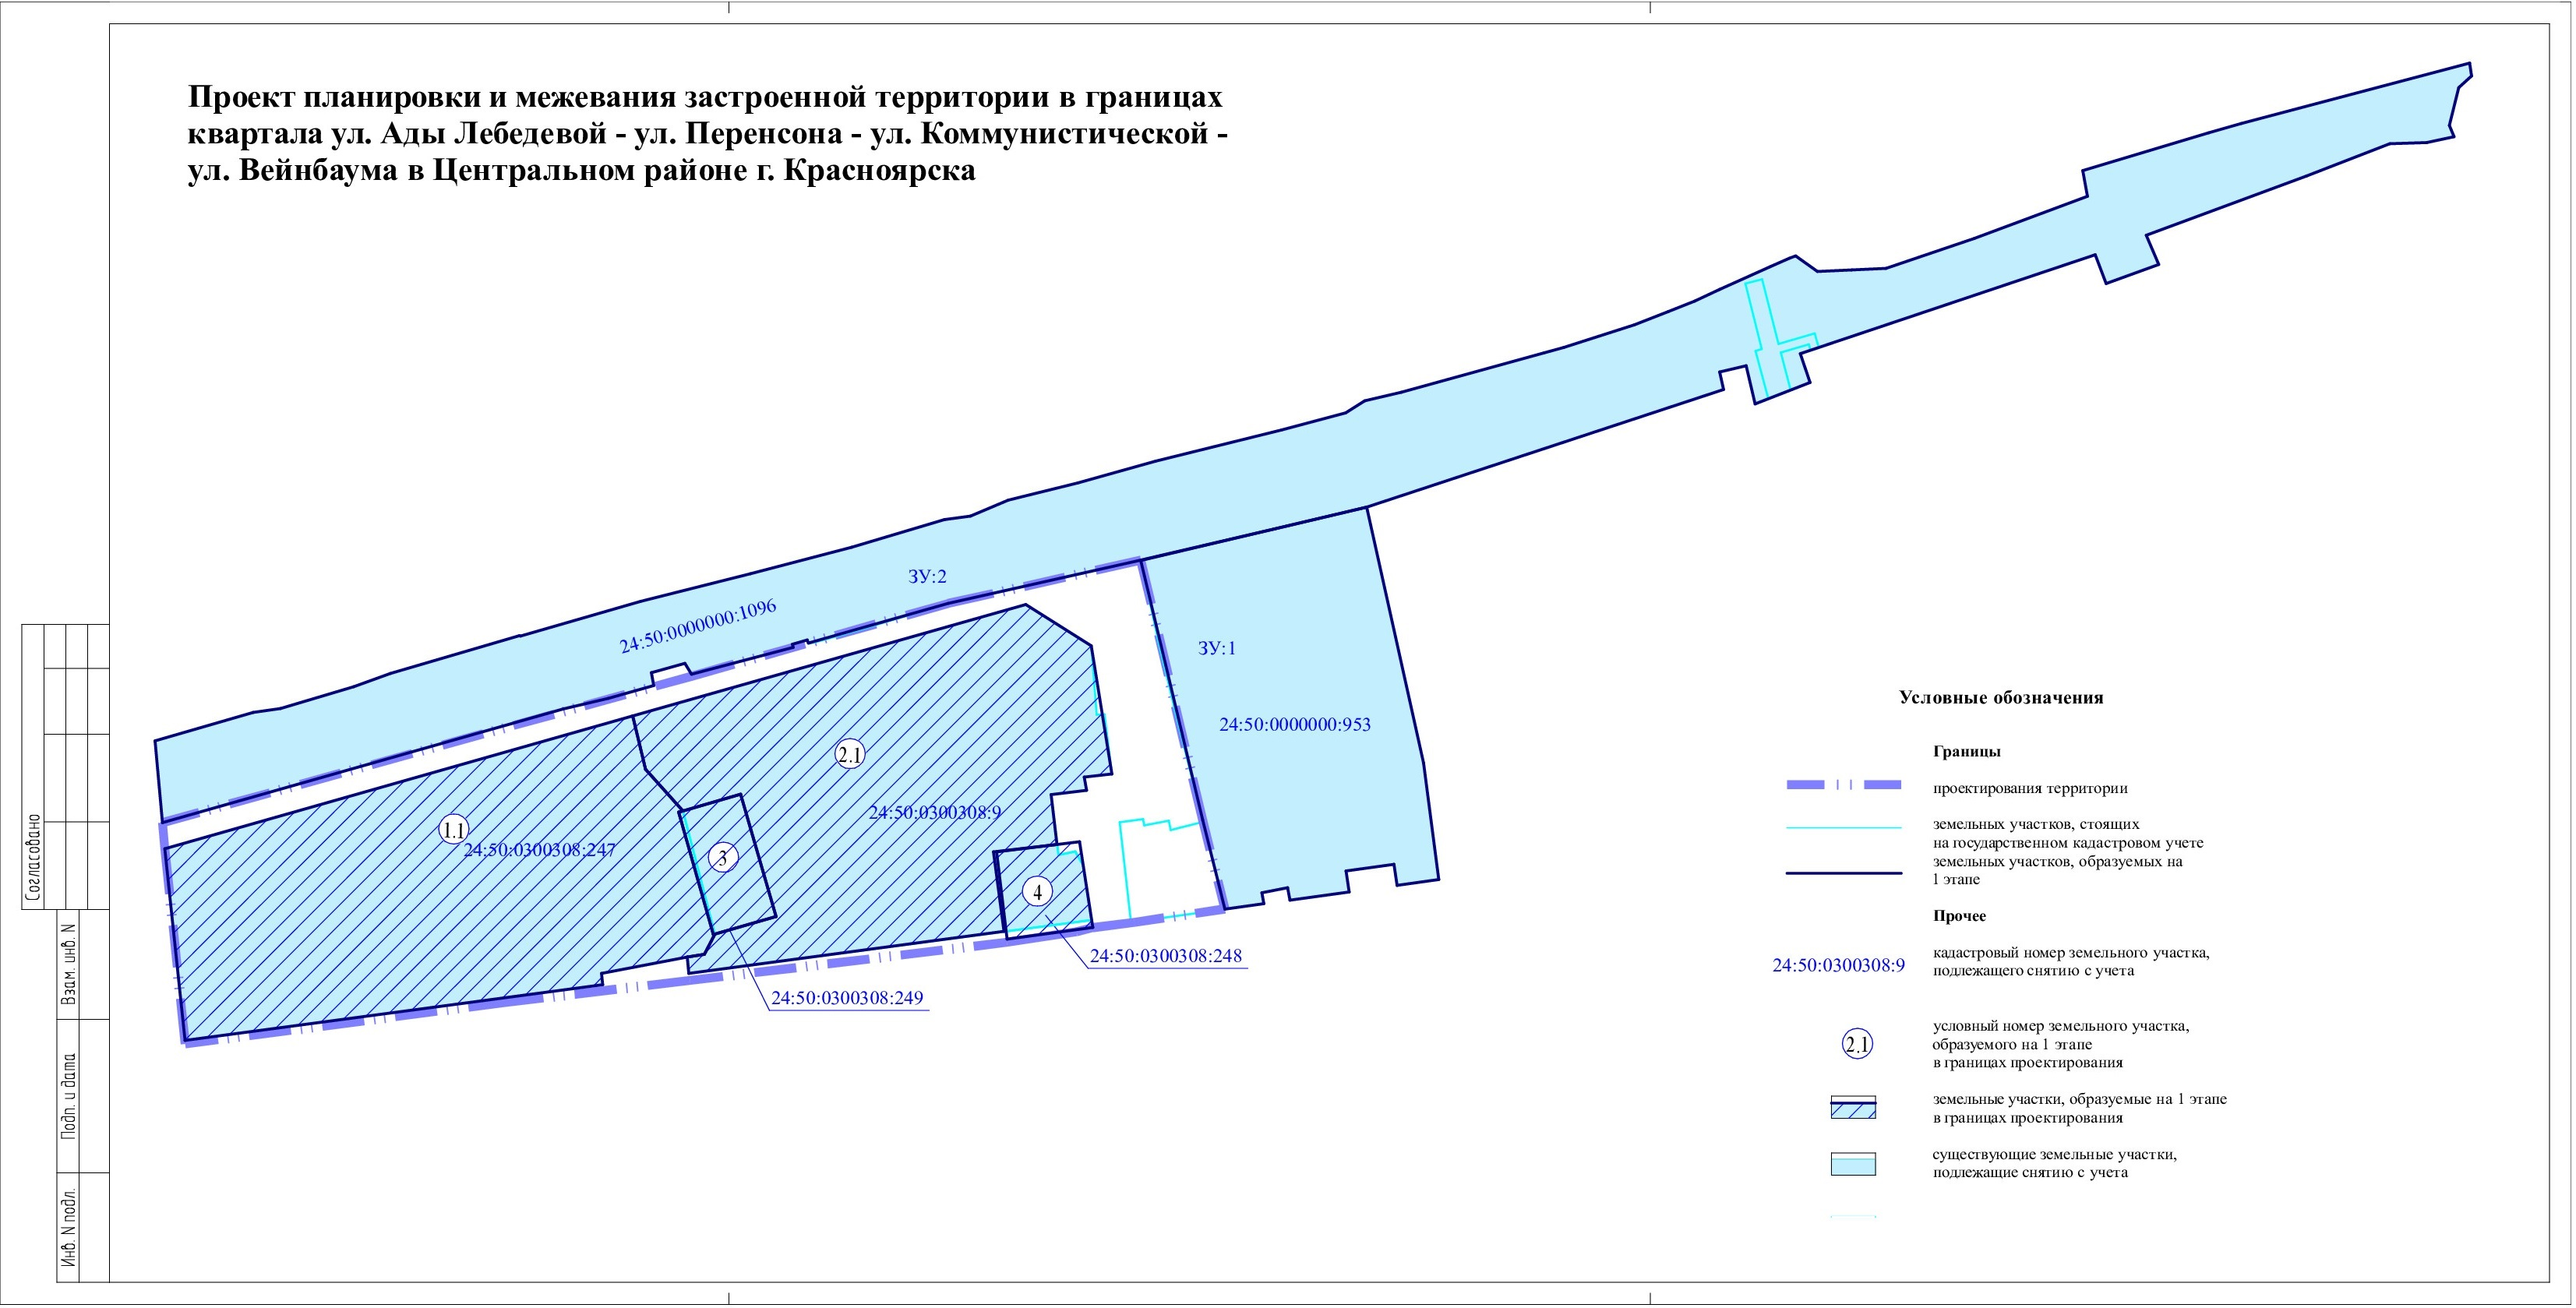 Проект планировки и межевания застроенной территории в границах
квартала ул. Ады Лебедевой - ул. Перенсона - ул. Коммунистической -
ул. Вейнбаума в Центральном районе г. Красноярска
ЗУ:2
24:50:0000000:1096
ЗУ:1
24:50:0000000:953
2.1
24:50:0300308:9
1.1
24:50:0300308:247
3
4
24:50:0300308:248
24:50:0300308:249
Условные обозначения
Границы
проектирования территории
земельных участков, стоящих
на государственном кадастровом учете
земельных участков, образуемых на
1 этапе
Прочее
24:50:0300308:9
кадастровый номер земельного участка,
подлежащего снятию с учета
2.1
условный номер земельного участка,
образуемого на 1 этапе
в границах проектирования
земельные участки, образуемые на 1 этапе
в границах проектирования
существующие земельные участки,
подлежащие снятию с учета
Согласовано
Взам. инв. N
Подп. и дата
Инв. N подл.